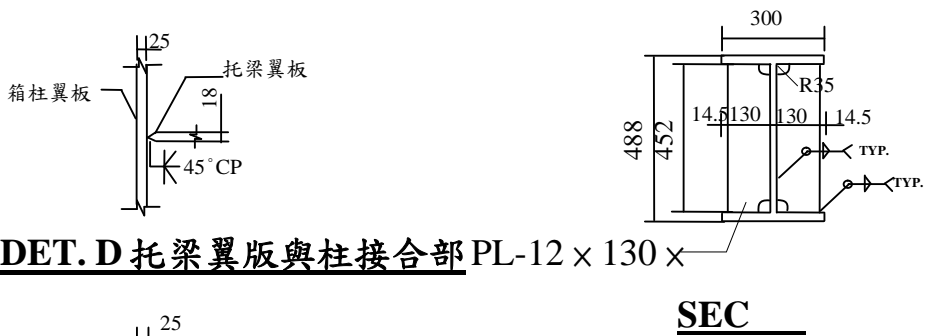 25
托梁翼板
箱柱翼板
18
45°CP
DET. D 托梁翼版與柱接合部
25
300
R35
14.5 130 130 14.5
488
452
TYP.
TYP.
PL-12 × 130 ×
SEC